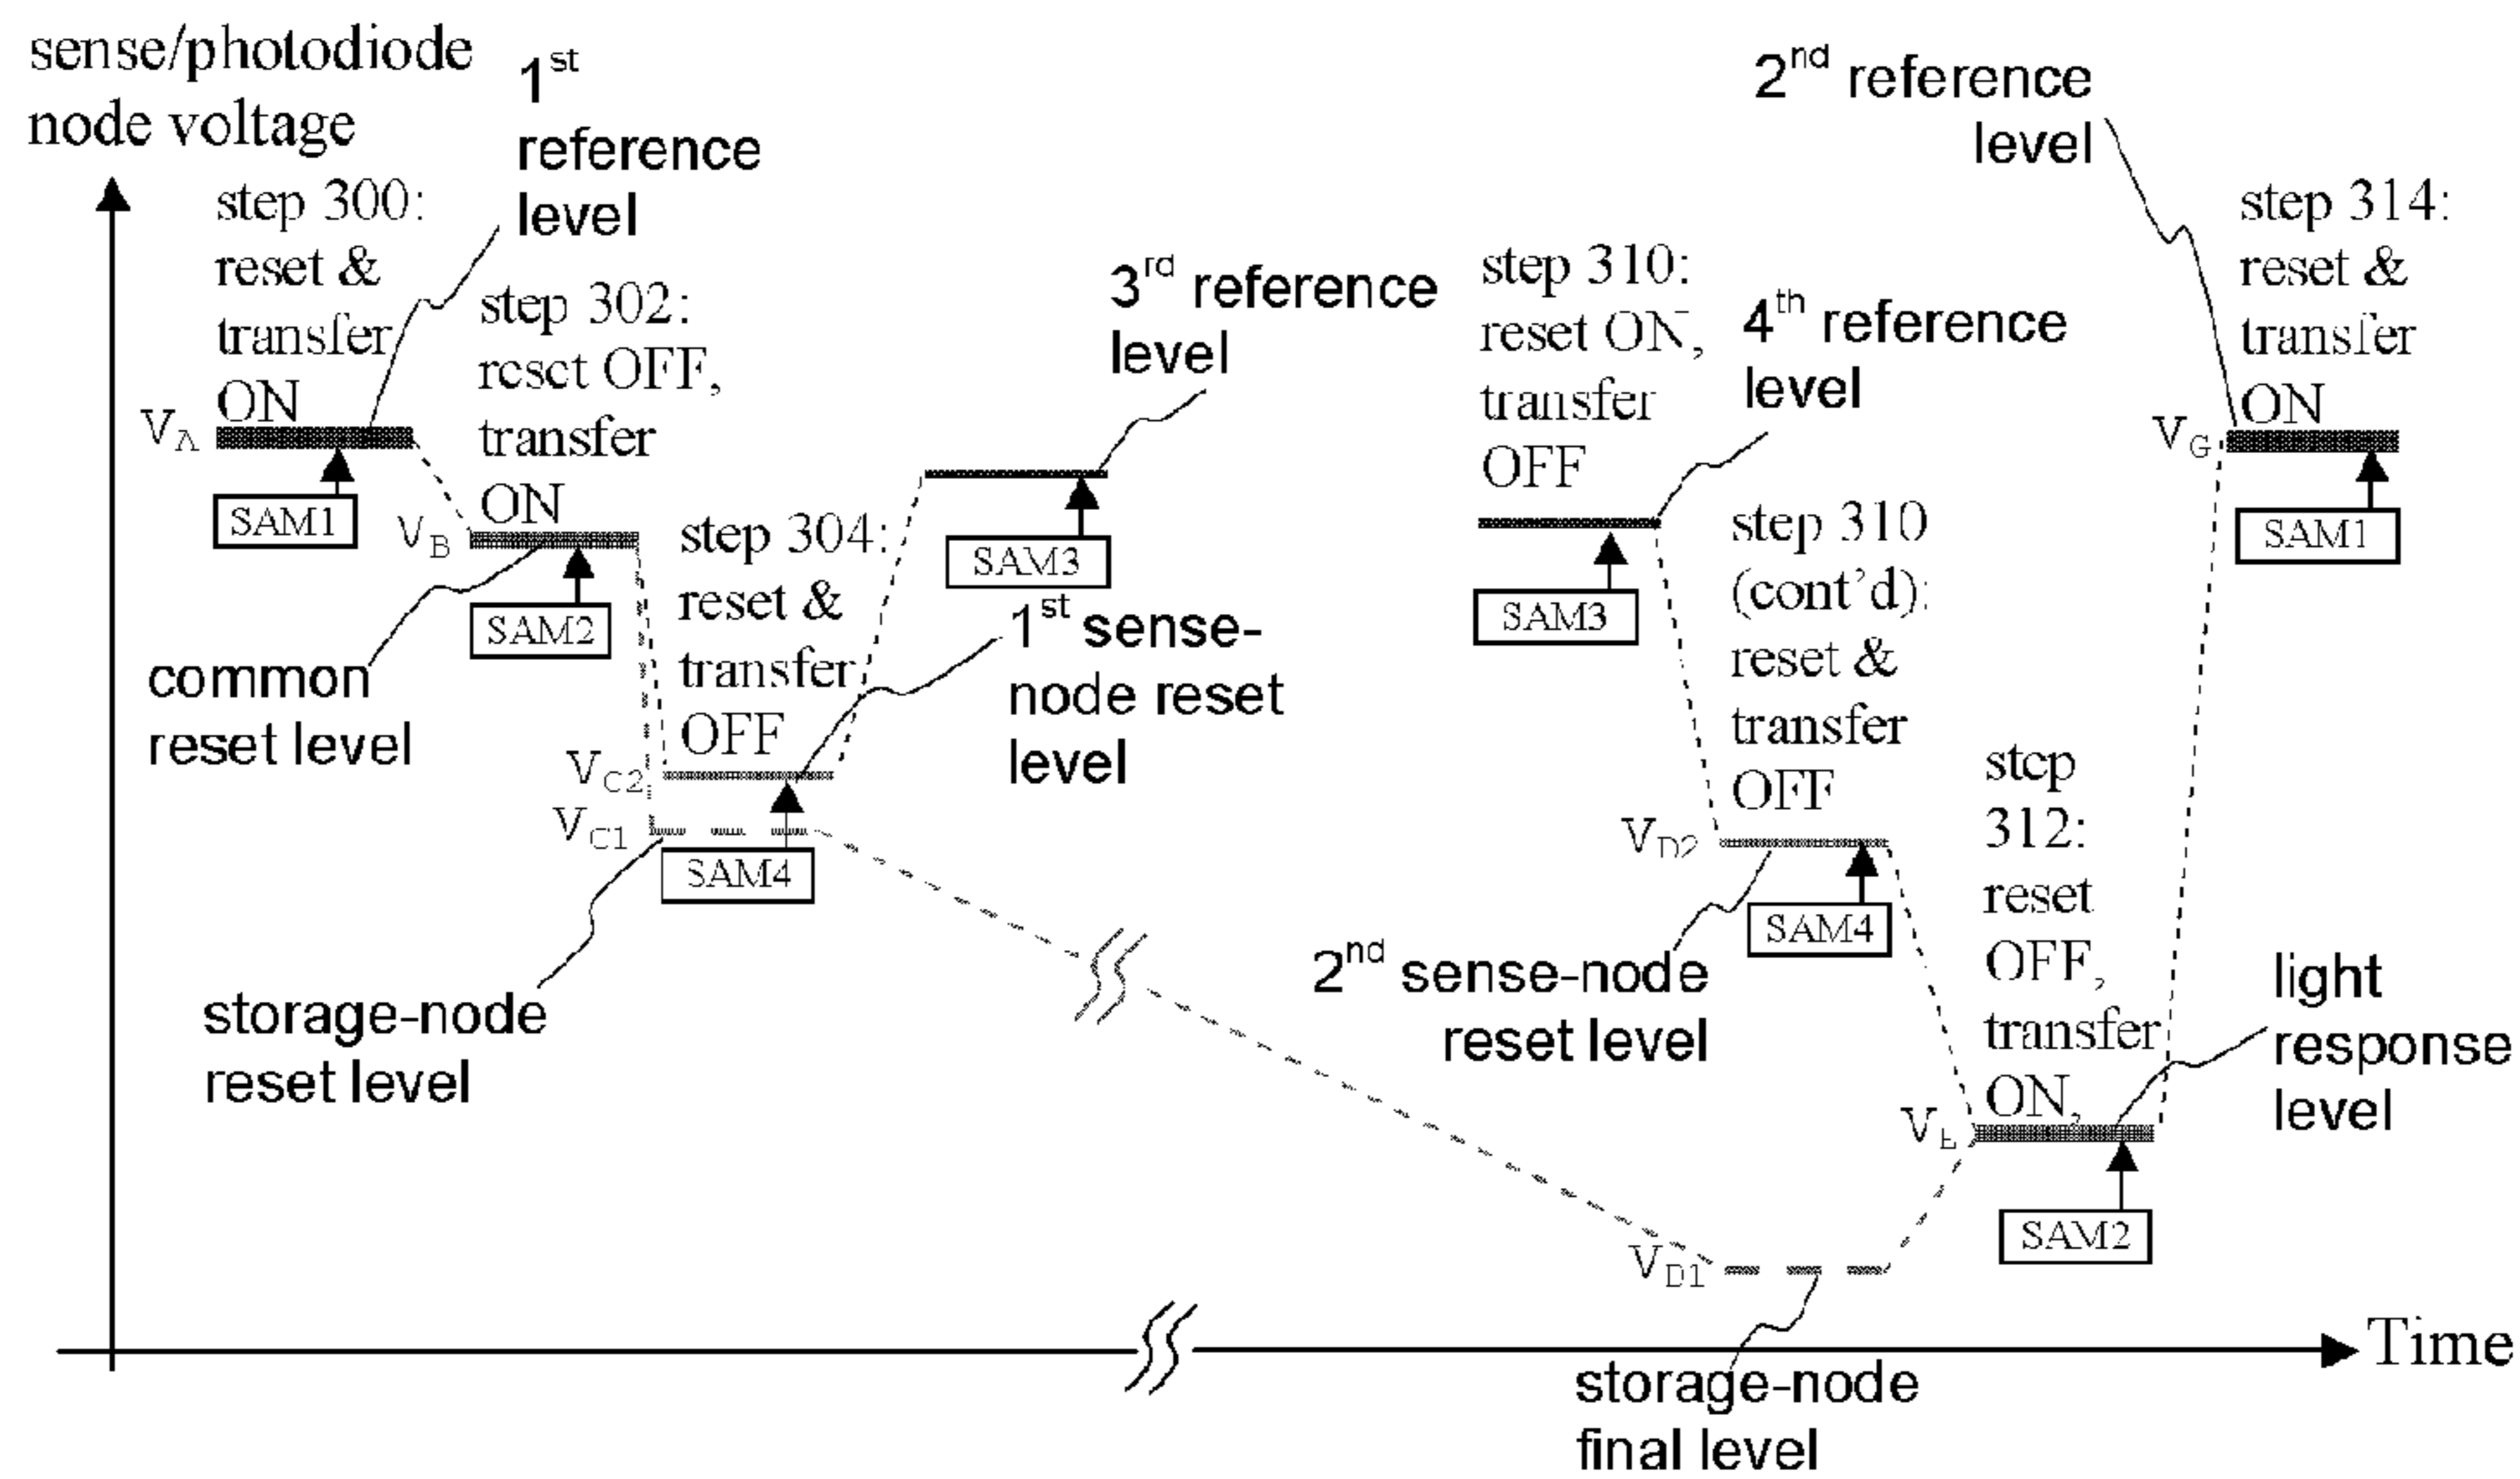 sense/photodiode
node voltage
1st
reference
level
step 300:
reset &
transfer
ON
VA
SAM1
step 302:
reset OFF,
transfer
ON
VB
SAM2
common
reset level
step 304:
reset &
transfer
OFF
VC2
VC1
SAM4
storage-node
reset level
3rd reference
level
SAM3
1st sense-
node reset
level
step 310:
reset ON,
transfer
OFF
SAM3
4th reference
level
step 310
(cont’d):
reset &
transfer
OFF
VD2
SAM4
2nd sense-node
reset level
VD1
storage-node
final level
step
312:
reset
OFF,
transfer
ON,
VE
SAM2
light
response
level
2nd reference
level
step 314:
reset &
transfer
ON
VG
SAM1
Time